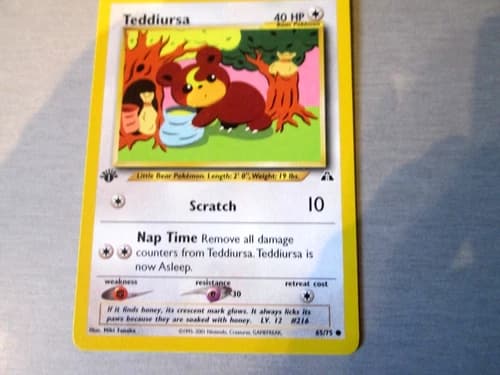 Teddiursa
40 HP
Bear Pokémon
Little Bear Pokémon. Length: 2' 0", Weight: 19 lbs.
Scratch 10
Nap Time Remove all damage
counters from Teddiursa. Teddiursa is
now Asleep.
weakness resistance retreat cost
-30
If it finds honey, its crescent mark glows. It always licks its
paws because they are soaked with honey. LV. 12 #216
Illus. Miki Tanaka ©1995, 2001 Nintendo, Creatures, GAMEFREAK. 65/75